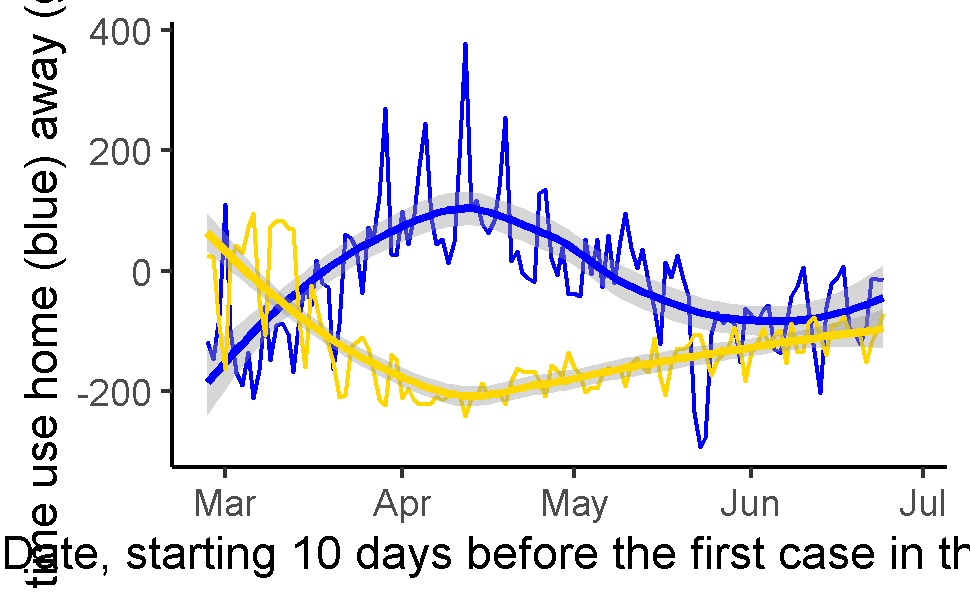 time use home (blue) away (
400
200
0
-200
Mar Apr May Jun Jul
Date, starting 10 days before the first case in th